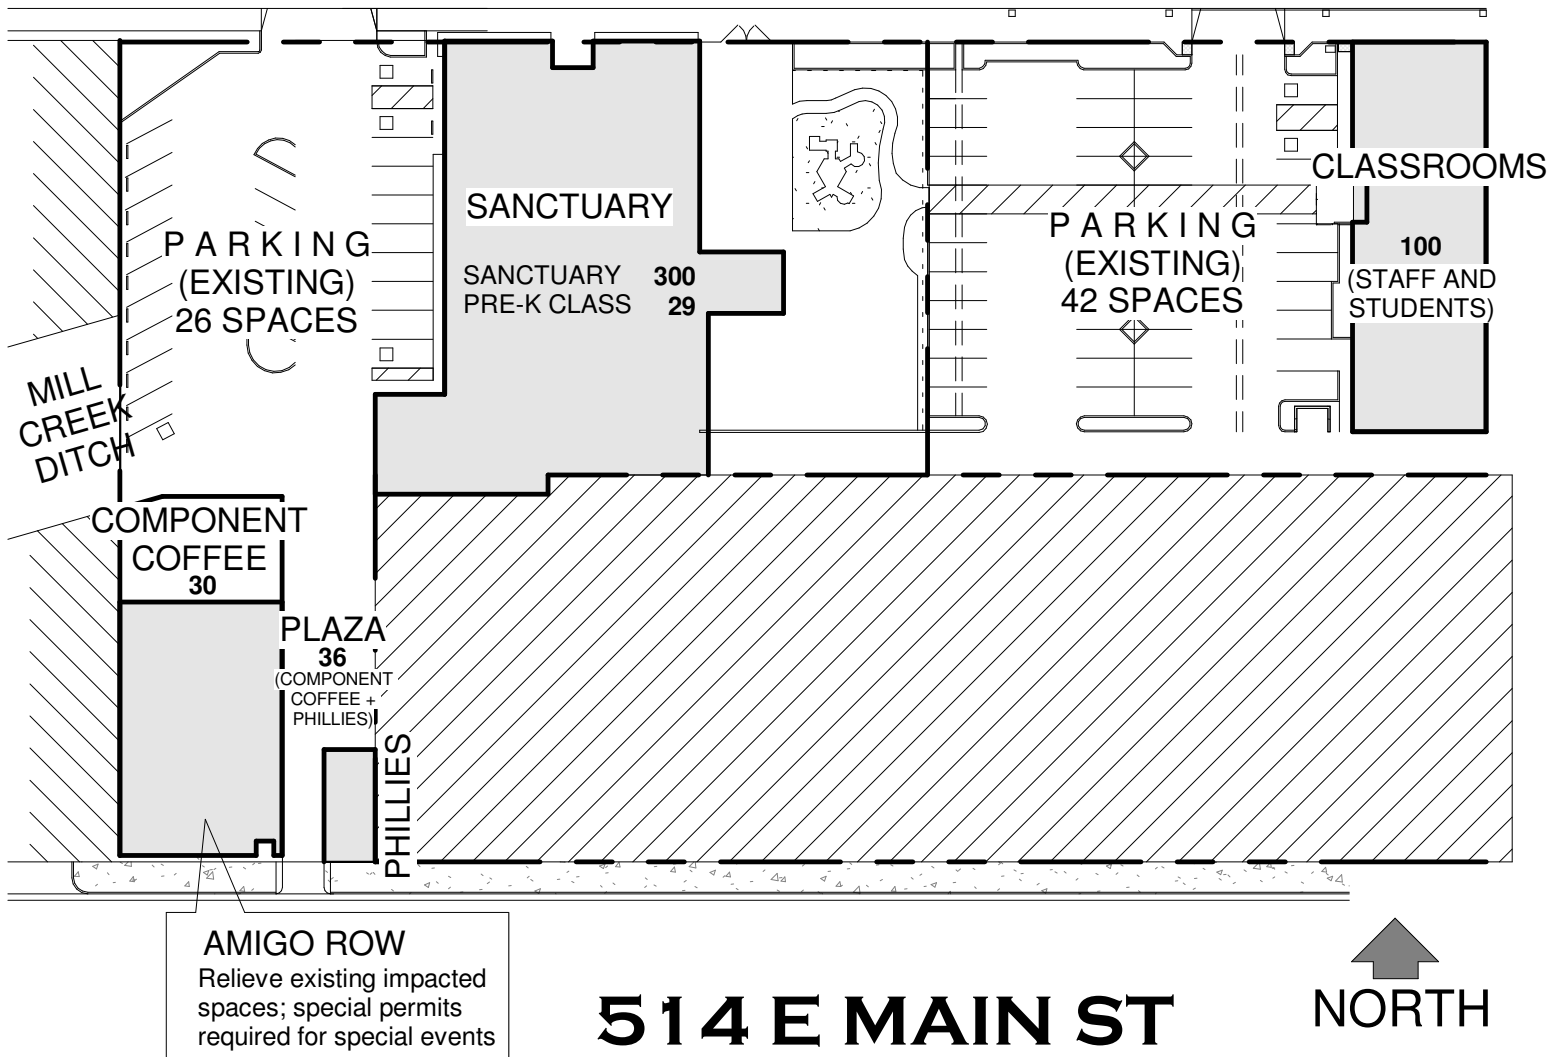 SANCTUARY
SANCTUARY 300
PRE-K CLASS 29
P A R K I N G
(EXISTING)
26 SPACES
P A R K I N G
(EXISTING)
42 SPACES
CLASSROOMS
100
(STAFF AND
STUDENTS)
MILL
CREEK
DITCH
COMPONENT
COFFEE
30
PLAZA
36
(COMPONENT
COFFEE +
PHILLIES)
PHILLIES
AMIGO ROW
Relieve existing impacted
spaces; special permits
required for special events
514 E MAIN ST
NORTH